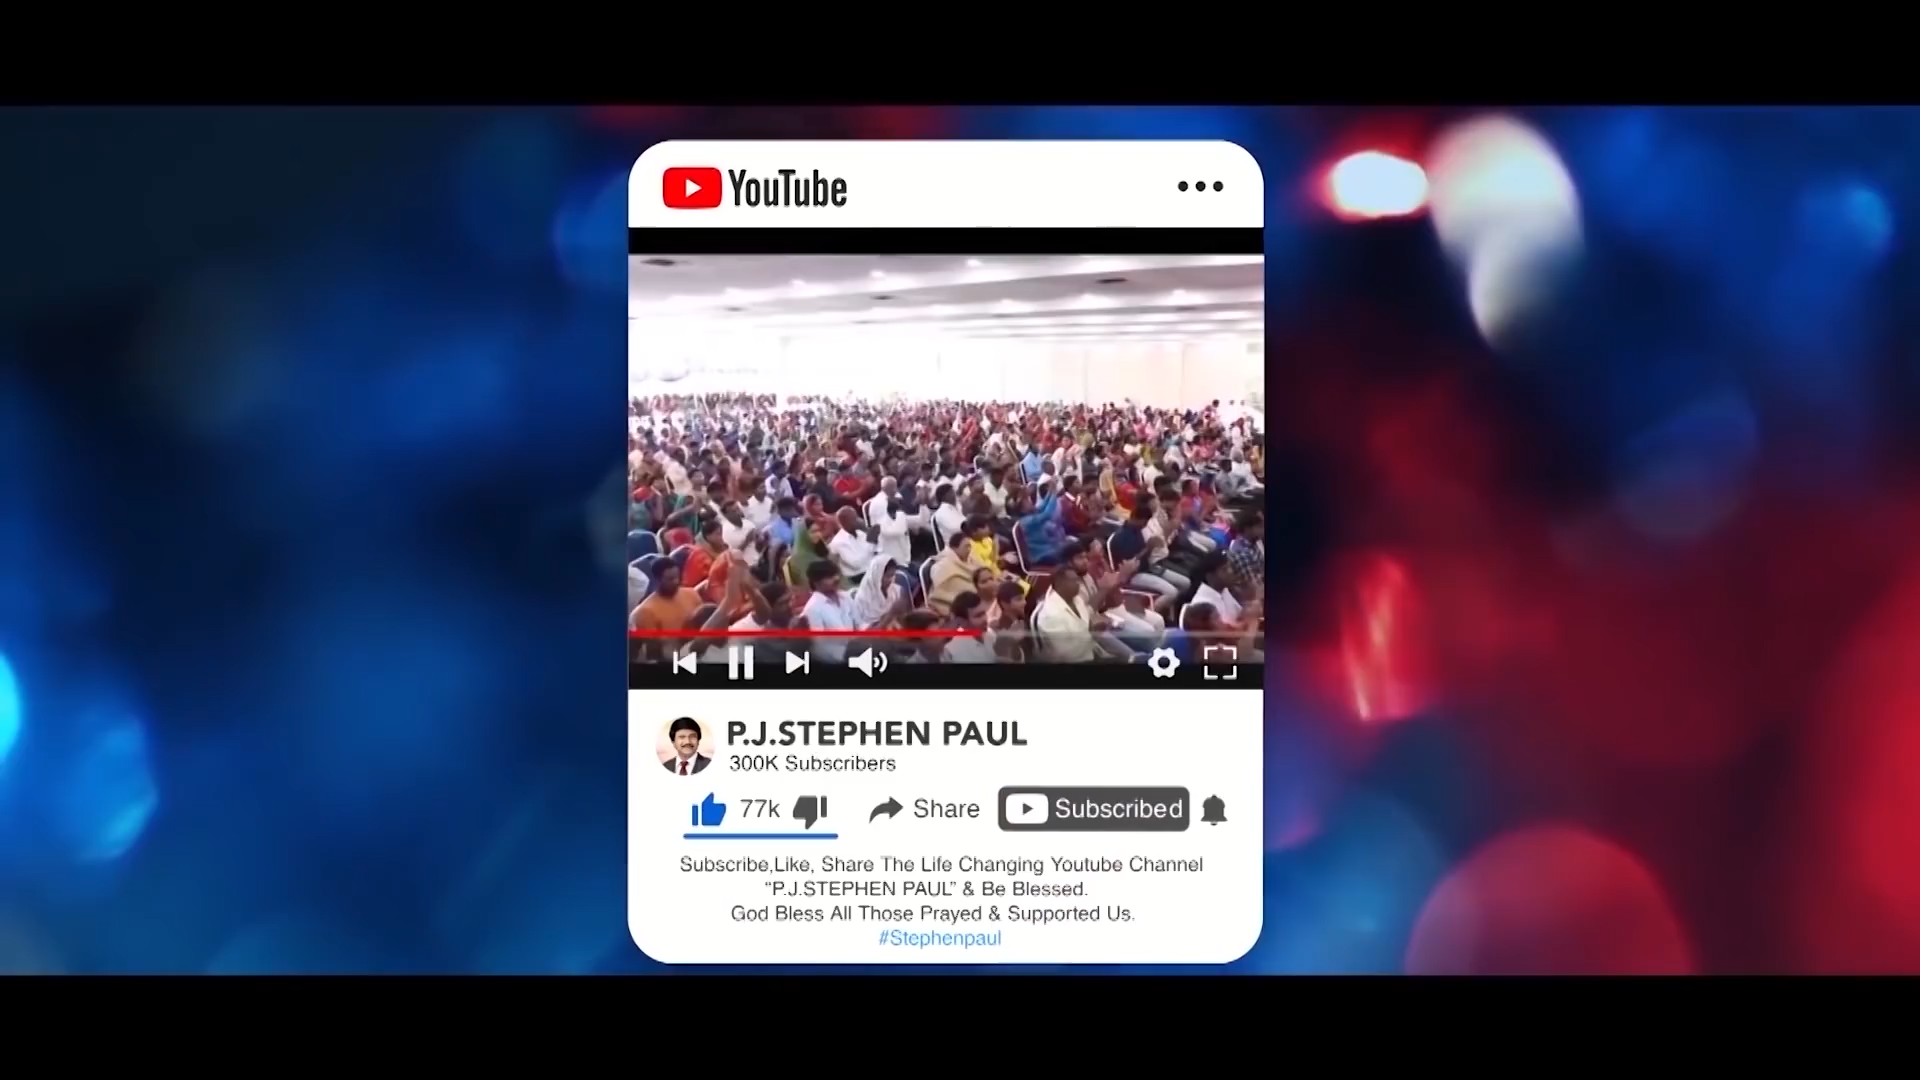 YouTube
P.J.STEPHEN PAUL
300K Subscribers
77k
Share
Subscribed
Subscribe,Like, Share The Life Changing Youtube Channel
“P.J.STEPHEN PAUL” & Be Blessed.
God Bless All Those Prayed & Supported Us.
#Stephenpaul